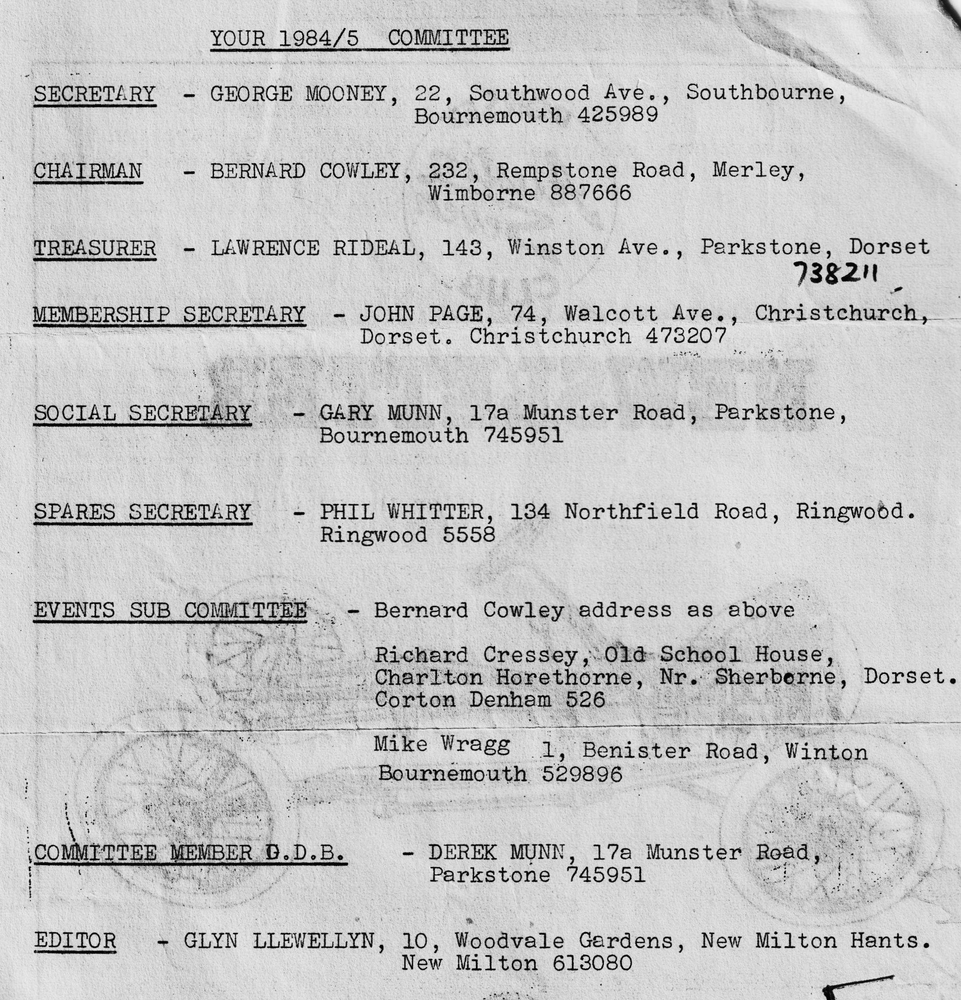 YOUR 1984/5 COMMITTEE
SECRETARY - GEORGE MOONEY, 22, Southwood Ave., Southbourne,
Bournemouth 425989
CHAIRMAN - BERNARD COWLEY, 232, Rempstone Road, Merley,
Wimborne 887666
TREASURER - LAWRENCE RIDEAL, 143, Winston Ave., Parkstone, Dorset
738211
MEMBERSHIP SECRETARY - JOHN PAGE, 74, Walcott Ave., Christchurch,
Dorset. Christchurch 473207
SOCIAL SECRETARY - GARY MUNN, 17a Munster Road, Parkstone,
Bournemouth 745951
SPARES SECRETARY - PHIL WHITTER, 134 Northfield Road, Ringwood.
Ringwood 5558
EVENTS SUB COMMITTEE - Bernard Cowley address as above
Richard Cressey, Old School House,
Charlton Horethorne, Nr. Sherborne, Dorset.
Corton Denham 526
Mike Wragg 1, Benister Road, Winton
Bournemouth 529896
COMMITTEE MEMBER D.D.B. - DEREK MUNN, 17a Munster Road,
Parkstone 745951
EDITOR - GLYN LLEWELLYN, 10, Woodvale Gardens, New Milton Hants.
New Milton 613080